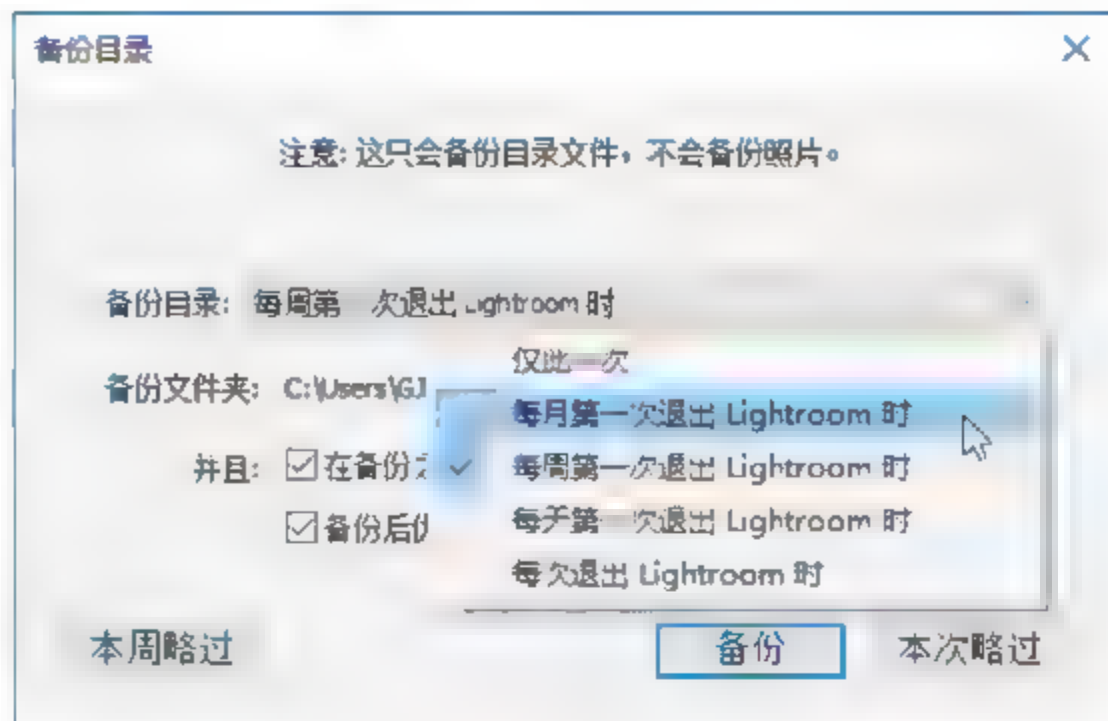 备份目录
注意: 这只会备份目录文件，不会备份照片。
备份目录: 每周第一次退出 Lightroom 时
仅此一次
备份文件夹: C:\Users\GJ
每月第一次退出 Lightroom 时
并且: 在备份
每周第一次退出 Lightroom 时
每天第一次退出 Lightroom 时
备份后
每次退出 Lightroom 时
本周略过 备份 本次略过